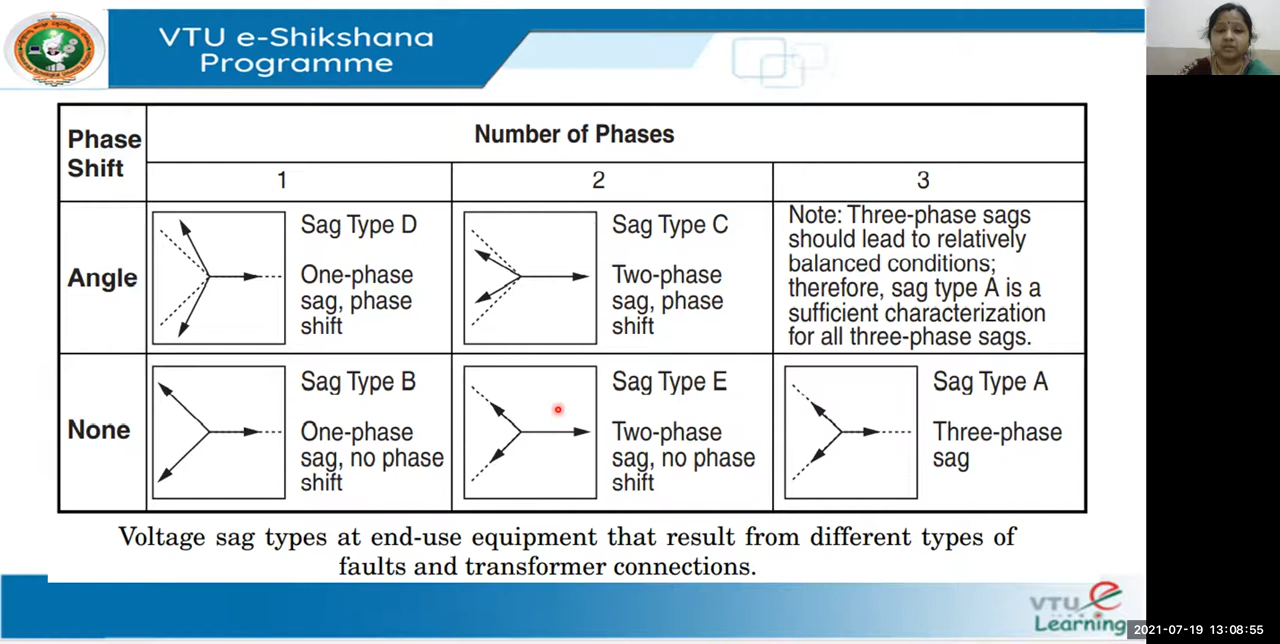 VTU e-Shikshana
Programme
Phase
Shift
Number of Phases
1
2
3
Angle
Sag Type D
One-phase
sag, phase
shift
Sag Type C
Two-phase
sag, phase
shift
Note: Three-phase sags
should lead to relatively
balanced conditions;
therefore, sag type A is a
sufficient characterization
for all three-phase sags.
None
Sag Type B
One-phase
sag, no phase
shift
Sag Type E
Two-phase
sag, no phase
shift
Sag Type A
Three-phase
sag
Voltage sag types at end-use equipment that result from different types of
faults and transformer connections.
VTU e
Learning
2021-07-19 13:08:55